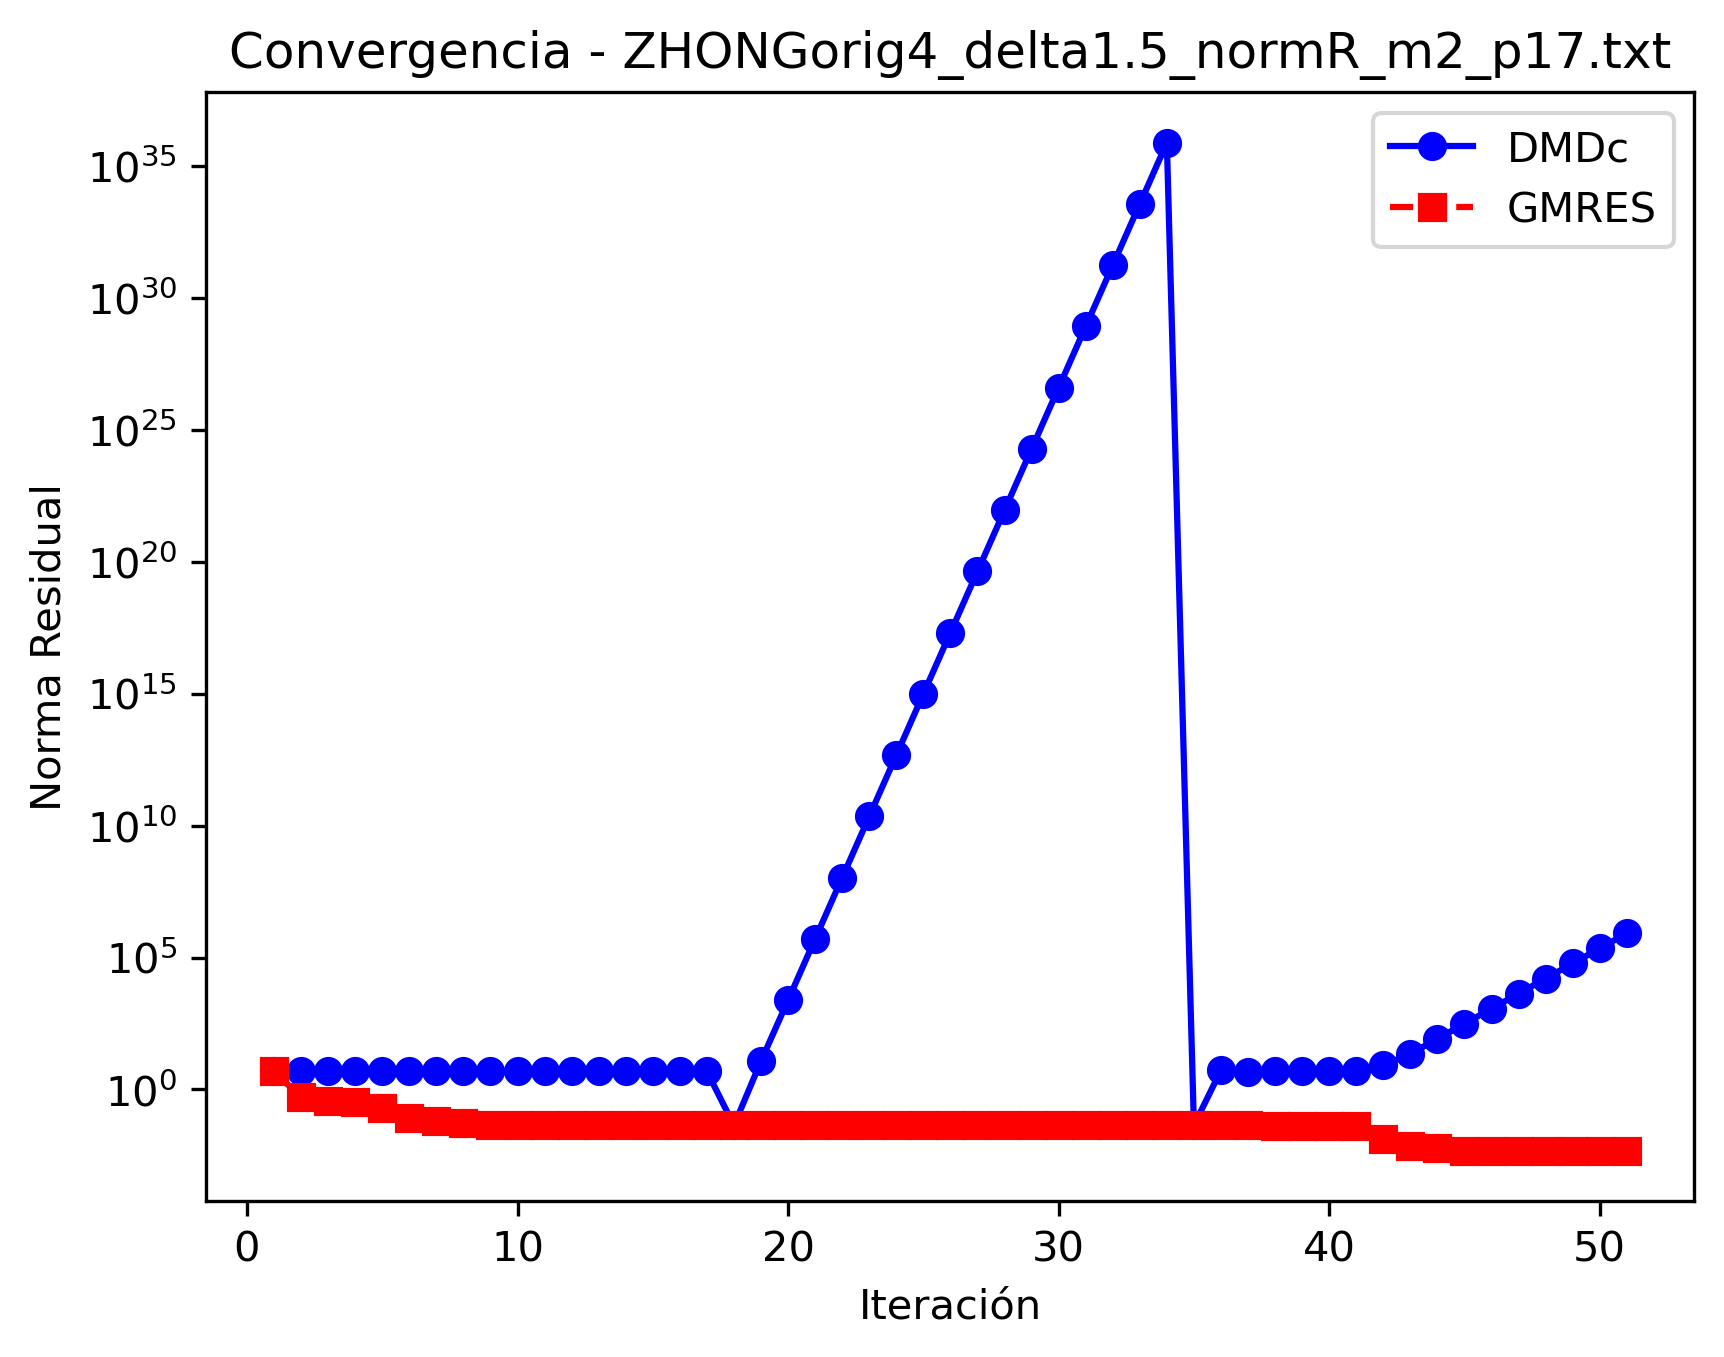 Convergencia - ZHONGorig4_delta1.5_normR_m2_p17.txt
DMDc
GMRES
Norma Residual
10^35
10^30
10^25
10^20
10^15
10^10
10^5
10^0
0 10 20 30 40 50
Iteración